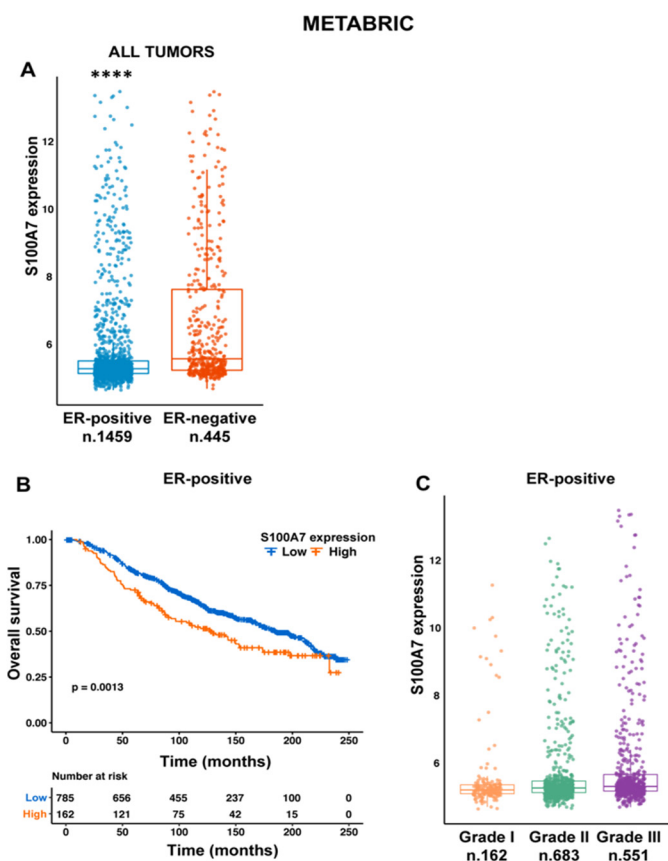 METABRIC
A
ALL TUMORS
****
S100A7 expression
12
10
8
6
ER-positive
n.1459
ER-negative
n.445
B
ER-positive
S100A7 expression
Low High
Overall survival
1.00
0.75
0.50
0.25
0.00
p = 0.0013
0 50 100 150 200 250
Time (months)
Number at risk
Low 785 656 455 237 100 0
High 162 121 75 42 15 0
0 50 100 150 200 250
Time (months)
C
ER-positive
S100A7 expression
12
10
8
6
Grade I
n.162
Grade II
n.683
Grade III
n.551